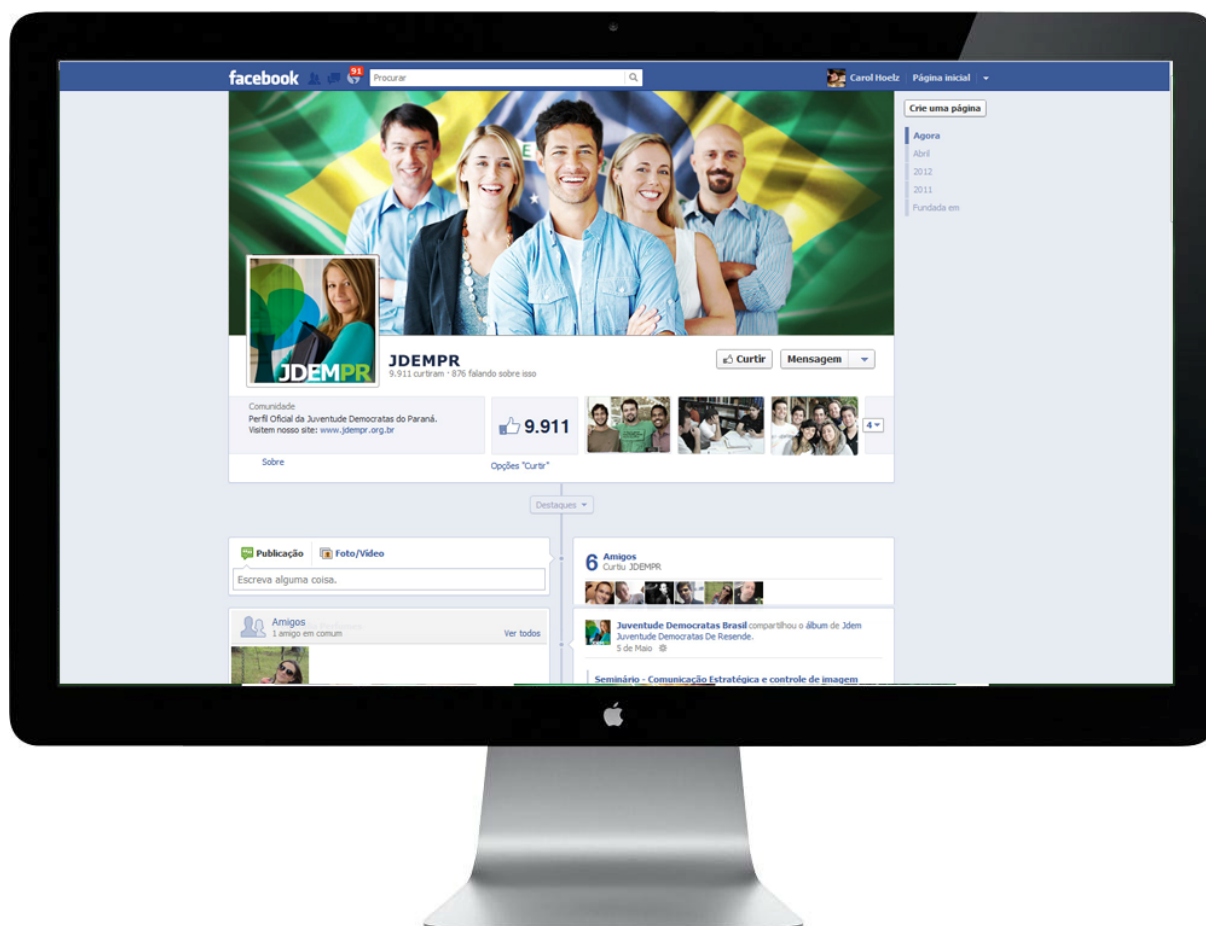 facebook
91
Procurar
Carol Hoelz
Página inicial
Crie uma página
Agora
Abril
2012
2011
Fundada em
E
JDEMPR
JDEMPR
9.911 curtiram · 876 falando sobre isso
Curtir
Mensagem
Comunidade
Perfil Oficial da Juventude Democratas do Paraná.
Visitem nosso site: www.jdempr.org.br
9.911
4
Sobre
Opções "Curtir"
Destaques
Publicação
Foto/Vídeo
Escreva alguma coisa.
6 Amigos
Curtiu JDEMPR
Amigos
1 amigo em comum
Ver todos
Juventude Democratas Brasil compartilhou o álbum de Jdem
Juventude Democratas De Resende.
5 de Maio
Seminário - Comunicação Estratégica e controle de imagem